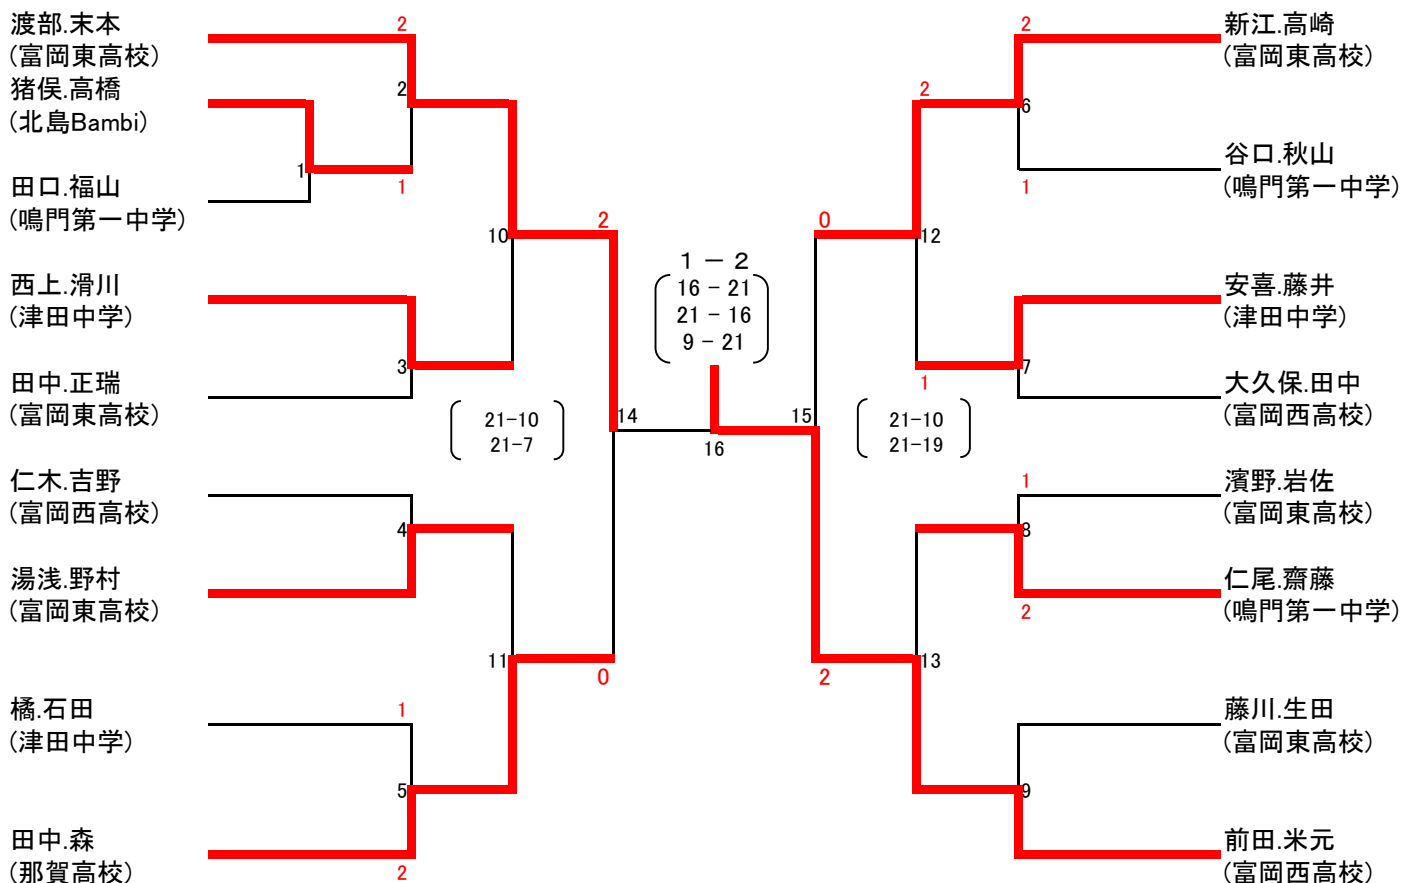 渡部.末本
(富岡東高校)
猪俣.高橋
(北島Bambi)
田口.福山
(鳴門第一中学)
西上.滑川
(津田中学)
田中.正瑞
(富岡東高校)
仁木.吉野
(富岡西高校)
湯浅.野村
(富岡東高校)
橘.石田
(津田中学)
田中.森
(那賀高校)
2
2
1
1
3
4
1
5
2
10
11
2
0
14
21-10
21-7
1 - 2
16 - 21
21 - 16
9 - 21
16
0
15
2
21-10
21-19
2
12
1
13
2
6
1
7
1
8
2
9
新江.高崎
(富岡東高校)
谷口.秋山
(鳴門第一中学)
安喜.藤井
(津田中学)
大久保.田中
(富岡西高校)
濱野.岩佐
(富岡東高校)
仁尾.齋藤
(鳴門第一中学)
藤川.生田
(富岡東高校)
前田.米元
(富岡西高校)